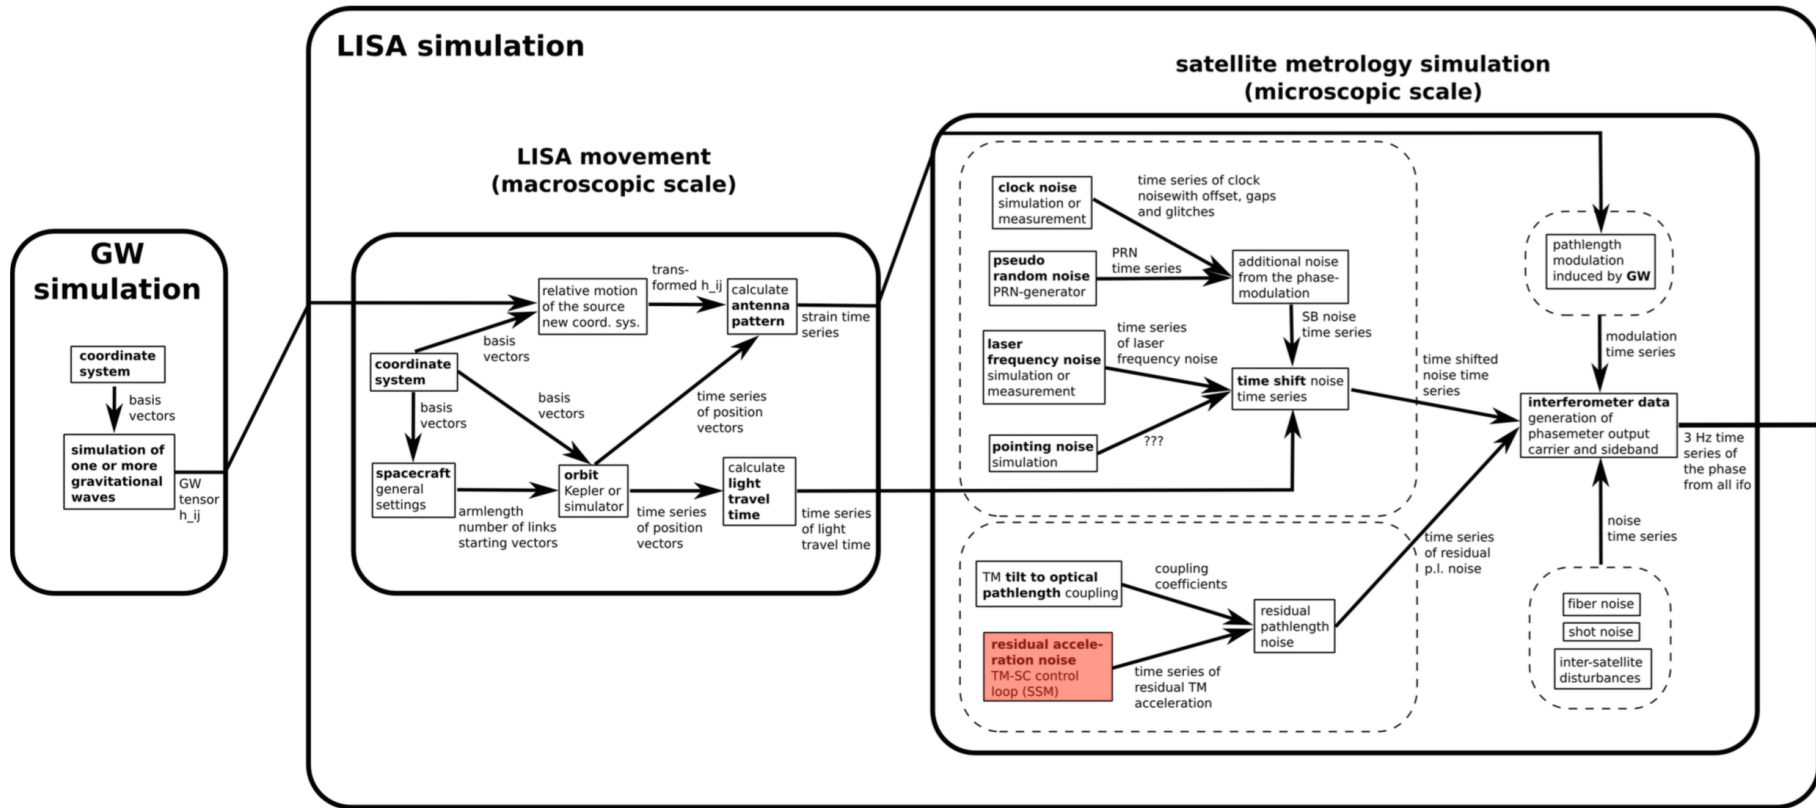 LISA simulation
satellite metrology simulation
(microscopic scale)
LISA movement
(macroscopic scale)
GW
simulation
coordinate
system
basis
vectors
simulation of
one or more
gravitational
waves
GW
tensor
h_ij
relative motion
of the source
new coord. sys.
trans-
formed h_ij
calculate
antenna
pattern
strain time
series
basis
vectors
coordinate
system
basis
vectors
basis
vectors
time series
of position
vectors
spacecraft
general
settings
armlength
number of links
starting vectors
orbit
Kepler or
simulator
time series
of position
vectors
calculate
light
travel
time
time series
of light
travel time
clock noise
simulation or
measurement
time series of clock
noisewith offset, gaps
and glitches
pseudo
random noise
PRN-generator
PRN
time series
additional noise
from the phase-
modulation
SB noise
time series
laser
frequency noise
simulation or
measurement
time series
of laser
frequency noise
time shift noise
time series
time shifted
noise time
series
pointing noise
simulation
???
pathlength
modulation
induced by GW
modulation
time series
interferometer data
generation of
phasemeter output
carrier and sideband
3 Hz time
series of
the phase
from all ifo
noise
time series
TM tilt to optical
pathlength coupling
coupling
coefficients
residual
pathlength
noise
time series
of residual
p.l. noise
residual accele-
ration noise
TM-SC control
loop (SSM)
time series of
residual TM
acceleration
fiber noise
shot noise
inter-satellite
disturbances